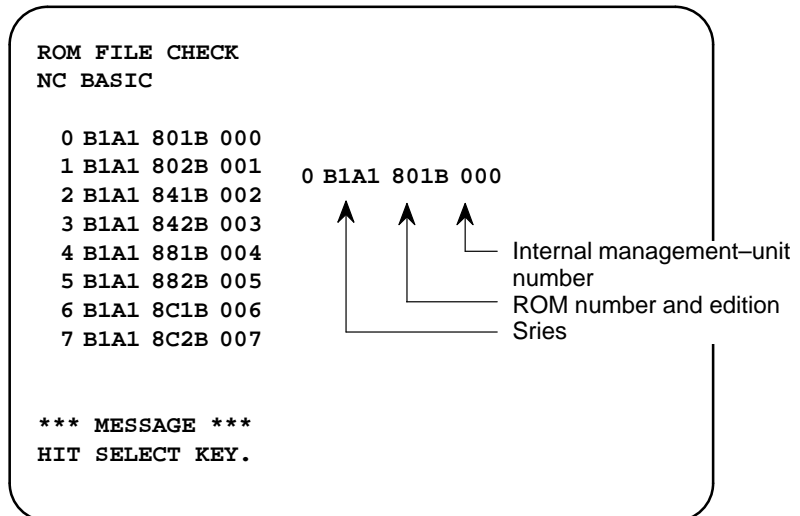 ROM FILE CHECK
NC BASIC
0 B1A1 801B 000
1 B1A1 802B 001
2 B1A1 841B 002
3 B1A1 842B 003
4 B1A1 881B 004
5 B1A1 882B 005
6 B1A1 8C1B 006
7 B1A1 8C2B 007
0 B1A1 801B 000
Internal management–unit
number
ROM number and edition
Sries
*** MESSAGE ***
HIT SELECT KEY.